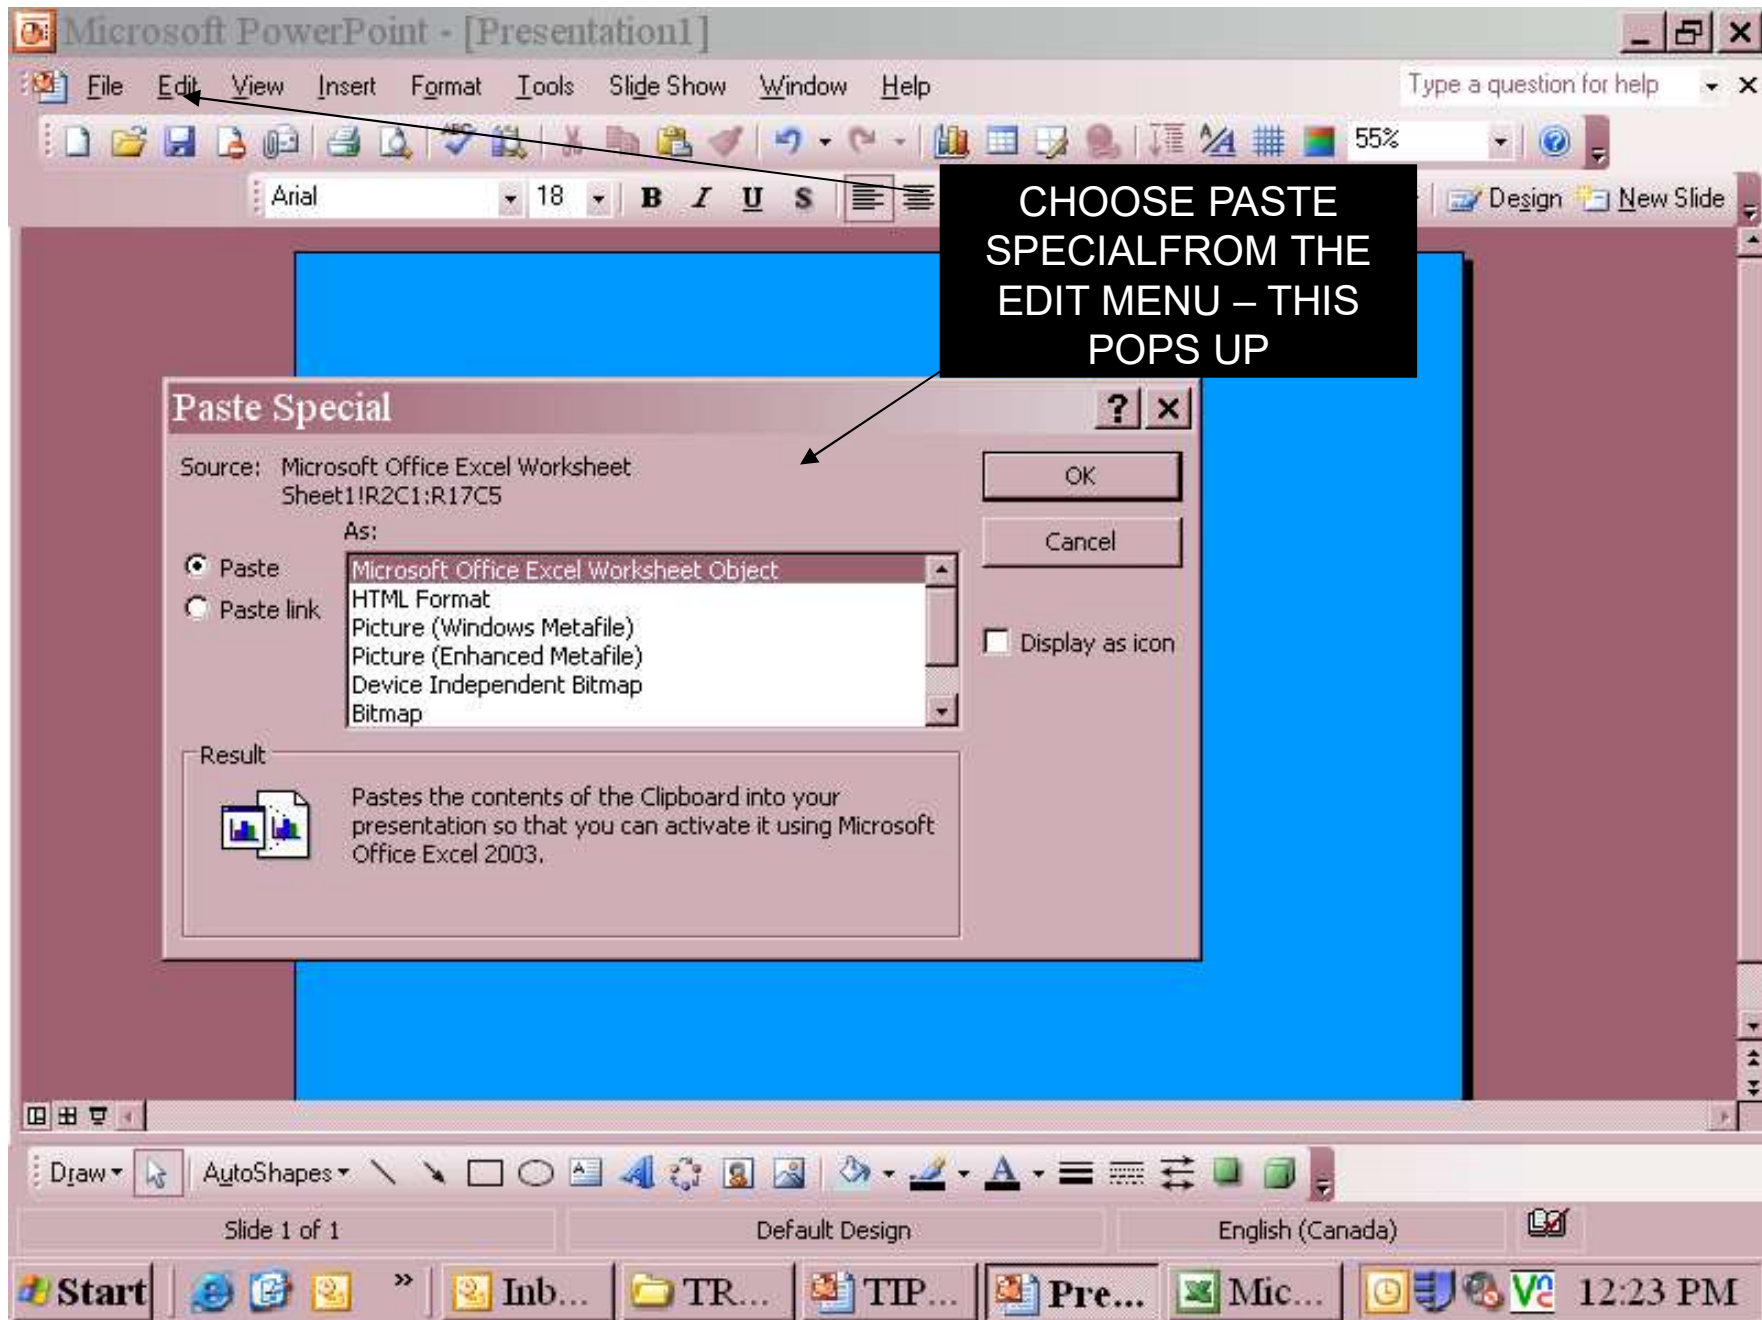 Microsoft PowerPoint - [Presentation1]
File Edit View Insert Format Tools Slide Show Window Help Type a question for help
ABC 55%
Arial 18 B I U S Design New Slide
CHOOSE PASTE
SPECIALFROM THE
EDIT MENU – THIS
POPS UP
Paste Special
Source: Microsoft Office Excel Worksheet
Sheet1!R2C1:R17C5
As:
Paste
Paste link
Microsoft Office Excel Worksheet Object
HTML Format
Picture (Windows Metafile)
Picture (Enhanced Metafile)
Device Independent Bitmap
Bitmap
OK
Cancel
Display as icon
Result
Pastes the contents of the Clipboard into your
presentation so that you can activate it using Microsoft
Office Excel 2003.
Draw AutoShapes
Slide 1 of 1 Default Design English (Canada)
Start Inb... TR... TIP... Pre... Mic... 12:23 PM